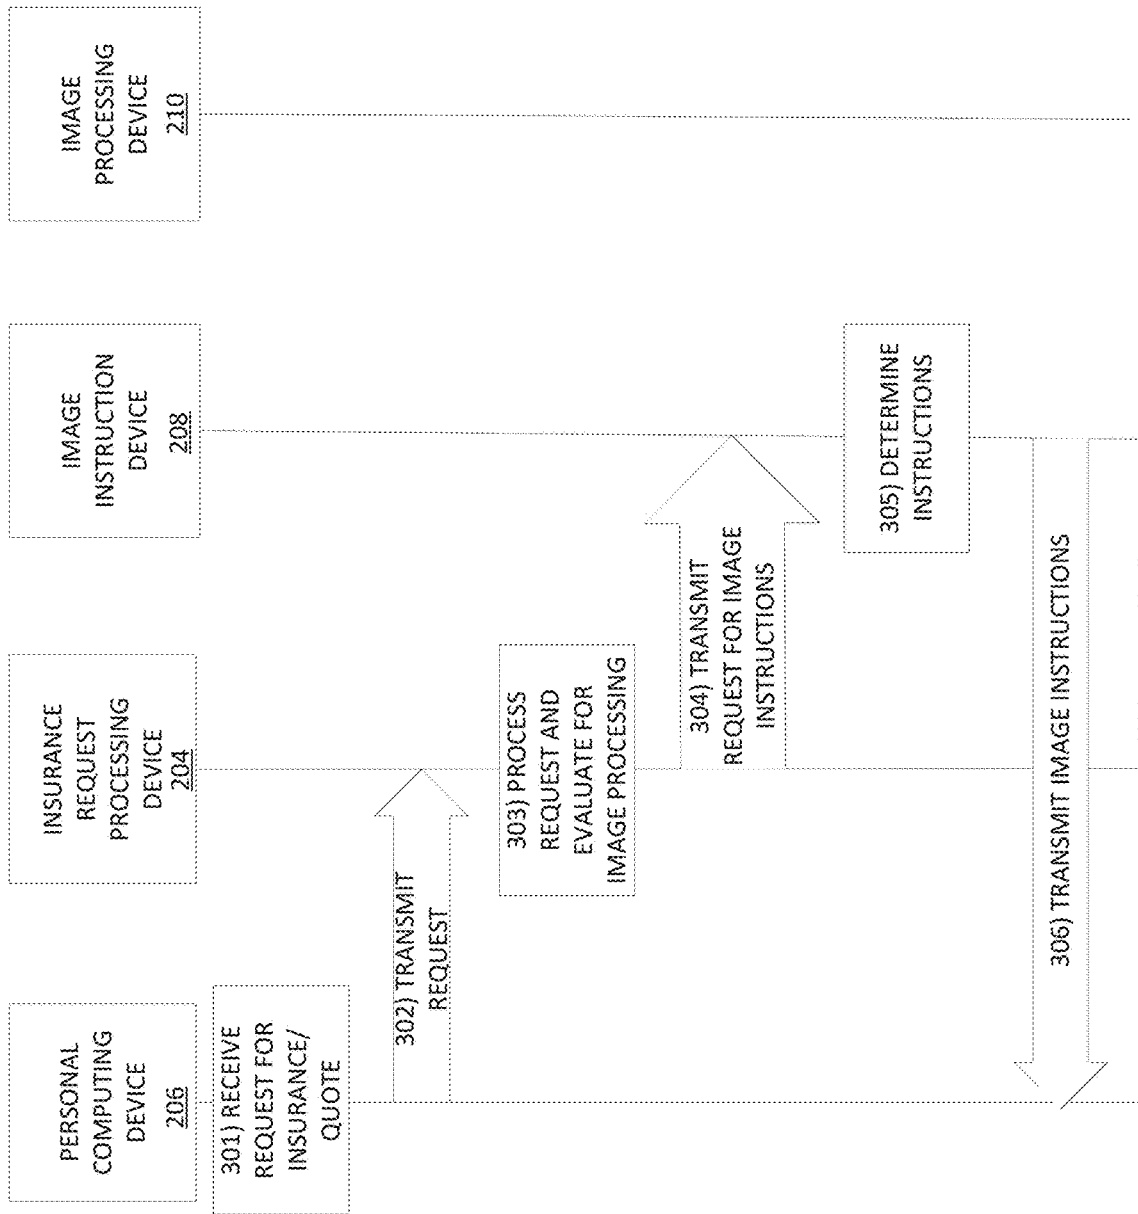 PERSONAL
COMPUTING
DEVICE
206
INSURANCE
REQUEST
PROCESSING
DEVICE
204
IMAGE
INSTRUCTION
DEVICE
208
IMAGE
PROCESSING
DEVICE
210
301) RECEIVE
REQUEST FOR
INSURANCE/
QUOTE
302) TRANSMIT
REQUEST
303) PROCESS
REQUEST AND
EVALUATE FOR
IMAGE PROCESSING
304) TRANSMIT
REQUEST FOR IMAGE
INSTRUCTIONS
305) DETERMINE
INSTRUCTIONS
306) TRANSMIT IMAGE INSTRUCTIONS